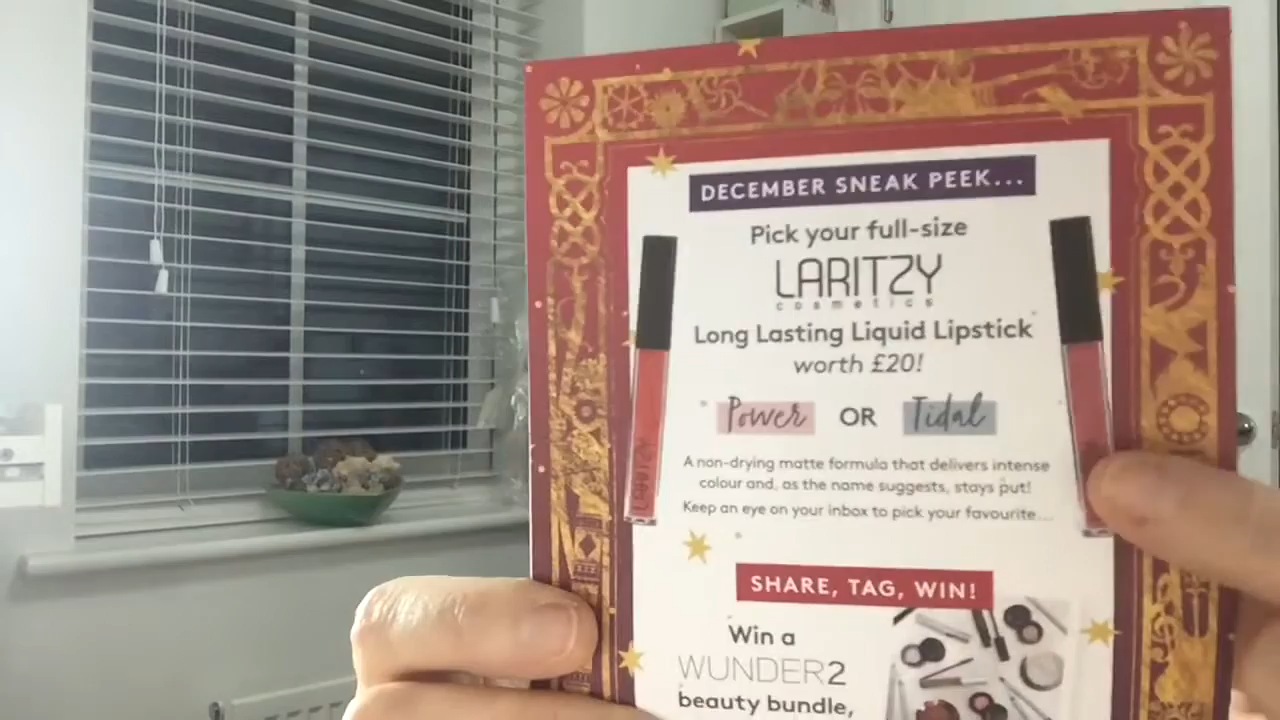 DECEMBER SNEAK PEEK...
Pick your full-size
LARITZY
cosmetics
Long Lasting Liquid Lipstick
worth £20!
Power OR Tidal
A non-drying matte formula that delivers intense
colour and, as the name suggests, stays put!
Keep an eye on your inbox to pick your favourite...
LARITZY
SHARE, TAG, WIN!
Win a
WUNDER2
beauty bundle,